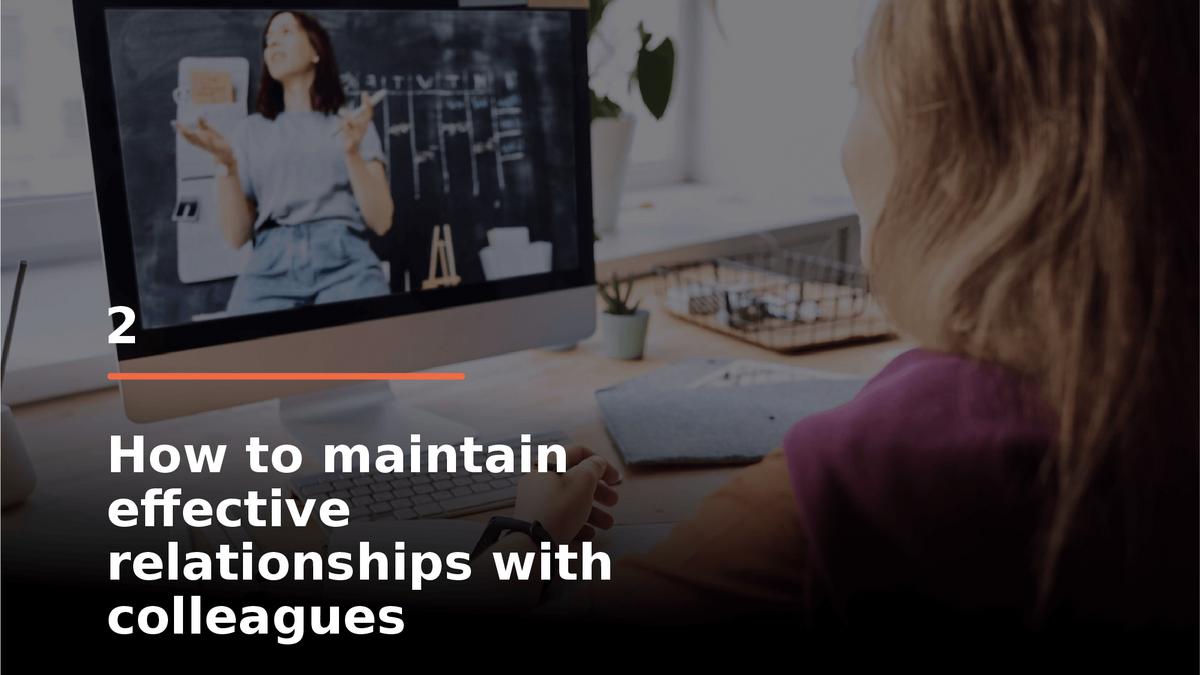 2
How to maintain
effective
relationships with
colleagues